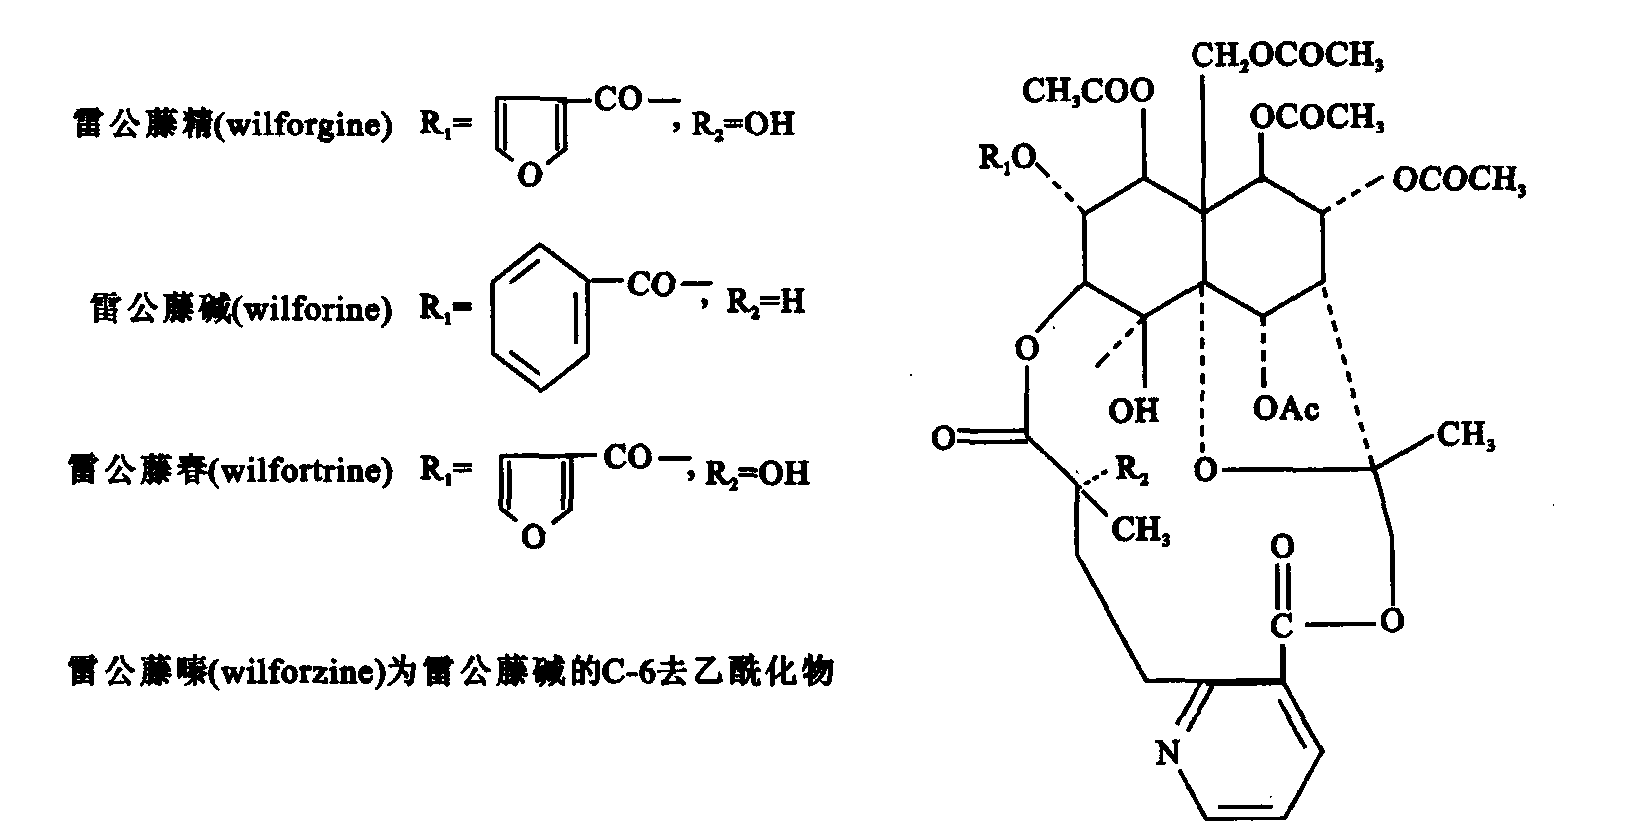 雷公藤精(wilforgine) R₁= CO—, R₂=OH
O
雷公藤碱(wilforine) R₁= CO—, R₂=H
雷公藤春(wilfortrine) R₁= CO—, R₂=OH
O
雷公藤嗪(wilforzine)为雷公藤碱的C-6去乙酰化物
CH₂OCOCH₃
CH₃COO
OCOCH₃
R₁O
OCOCH₃
O
OH
OAc
O
CH₃
R₂
O
CH₃
O
C
O
N